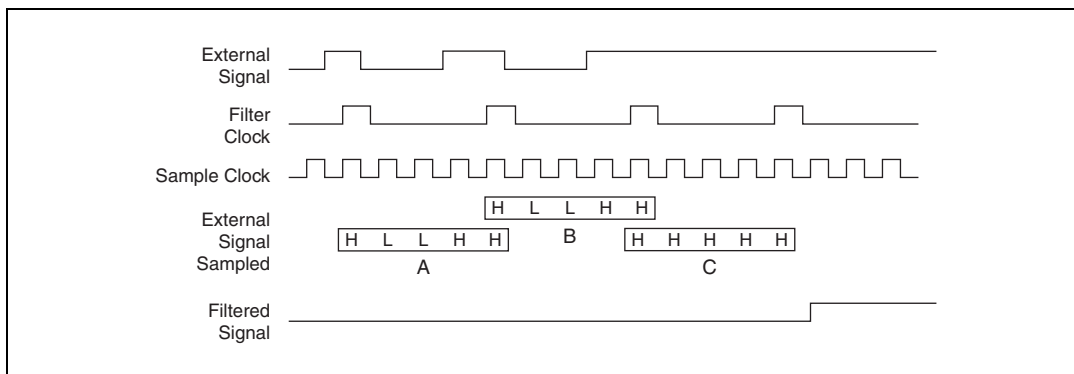 External
Signal
Filter
Clock
Sample Clock
H L L H H
B
External
Signal
Sampled
H L L H H
A
H H H H H
C
Filtered
Signal